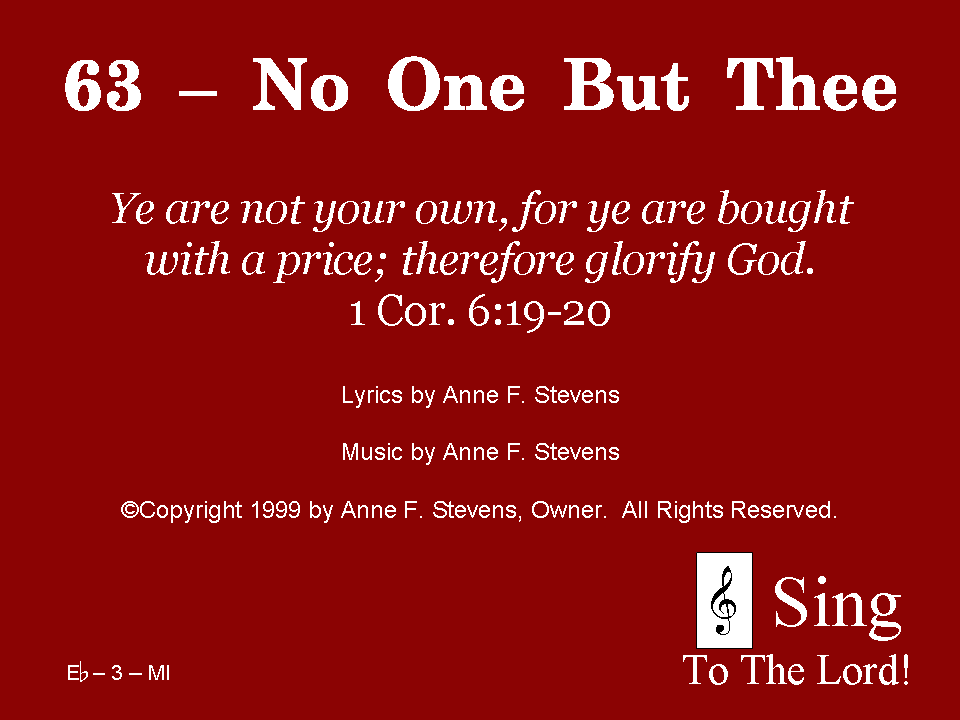 63 – No One But Thee
Ye are not your own, for ye are bought
with a price; therefore glorify God.
1 Cor. 6:19-20
Lyrics by Anne F. Stevens
Music by Anne F. Stevens
©Copyright 1999 by Anne F. Stevens, Owner.  All Rights Reserved.
Sing
To The Lord!
E♭ – 3 – MI